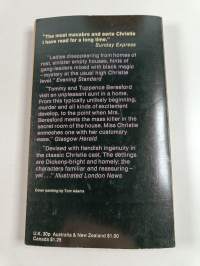 "The most macabre and eerie Christie
I have read for a long time."
Sunday Express
"Ladies disappearing from homes of
rest, sinister empty houses, hints of
gang-leaders mixed with black magic
- mystery at the usual high Christie
level." Evening Standard
"Tommy and Tuppence Beresford
visit an unpleasant aunt in a home.
From this typically unlikely beginning,
murder and all kinds of excitement
develop, to the point when Mrs.
Beresford meets the mass killer in the
secret room of the house. Miss Christie
enmeshes one with her customary
ease." Glasgow Herald
"Devised with fiendish ingenuity in
the classic Christie cast. The settings
are Dickens-bright and homely; the
characters familiar and reassuring -
yet..." Illustrated London News
Cover painting by Tom Adams
U.K. 30p Australia & New Zealand $1.00
Canada $1.25